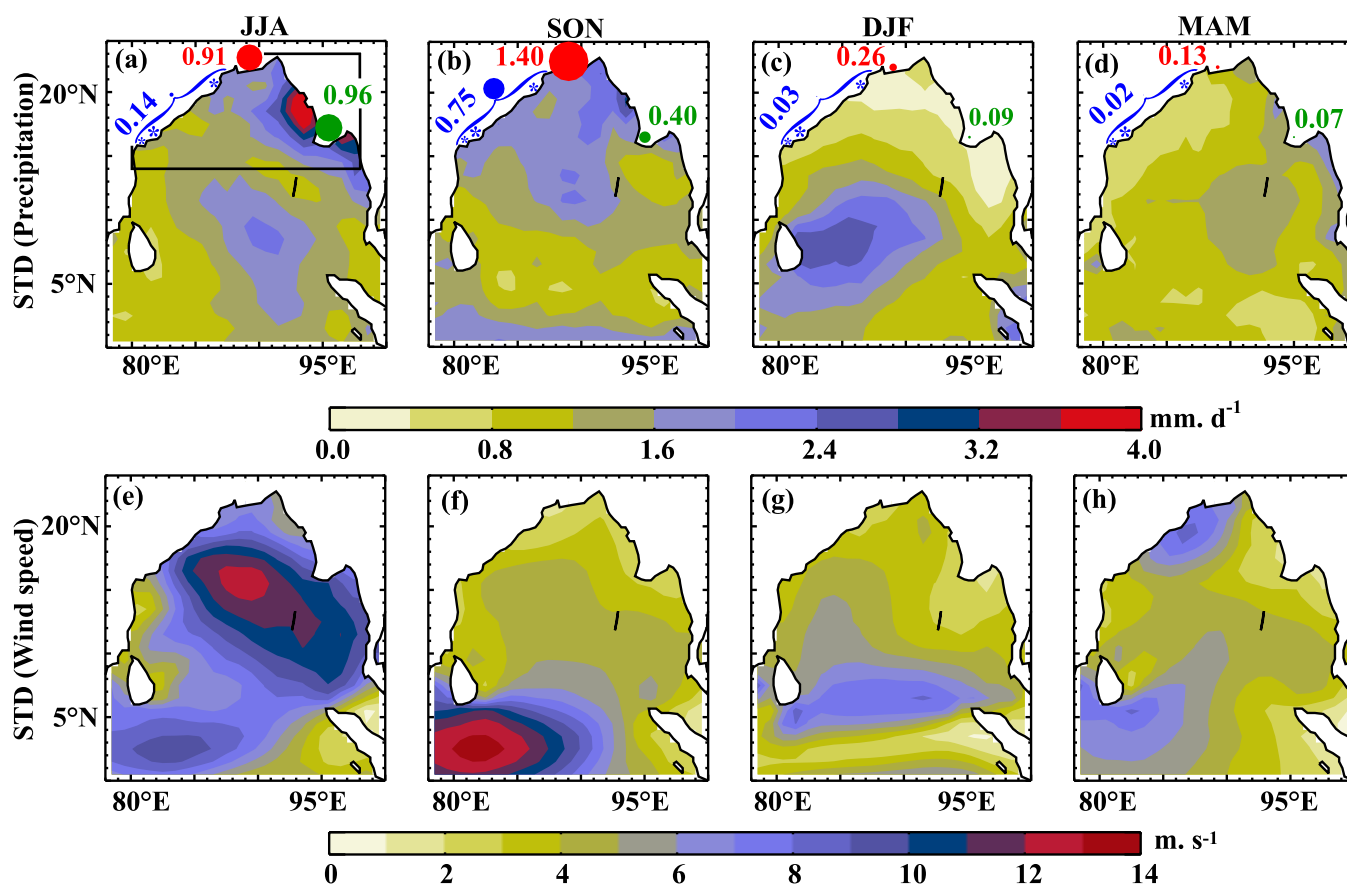 JJA SON DJF MAM
STD (Precipitation)
(a) 0.91 (b) 1.40 (c) 0.26 (d) 0.13
20°N 0.14 0.96 0.75 0.40 0.03 0.09 0.02 0.07
5°N
80°E 95°E 80°E 95°E 80°E 95°E 80°E 95°E
mm. d-1
0.0 0.8 1.6 2.4 3.2 4.0
STD (Wind speed)
(e) (f) (g) (h)
20°N
5°N
80°E 95°E 80°E 95°E 80°E 95°E 80°E 95°E
m. s-1
0 2 4 6 8 10 12 14